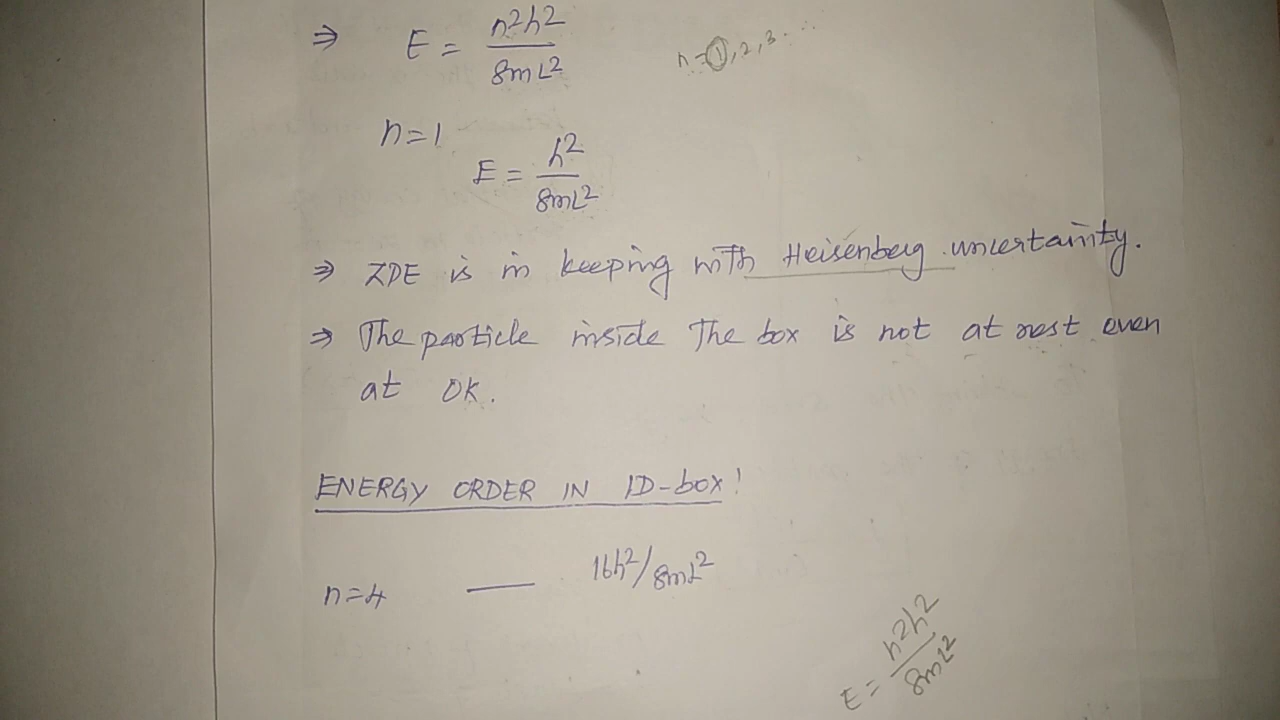 ⇒ E = n²h²/8mL²
n = 1, 2, 3....
n=1
E = h²/8mL²
⇒ ZPE is in keeping with Heisenberg uncertainity.
⇒ The particle inside the box is not at rest even
at 0K.
ENERGY ORDER IN 1D-box:
n=4 — 16h²/8mL²
E = n²h²/8mL²